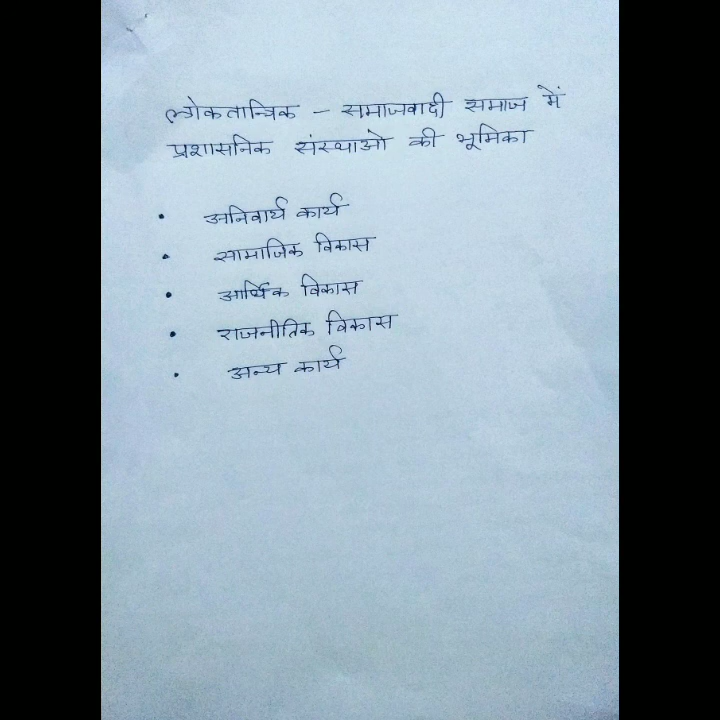 लोकतान्त्रिक – समाजवादी समाज में
प्रशासनिक संस्थाओ की भूमिका
• अनिवार्य कार्य
• सामाजिक विकास
• आर्थिक विकास
• राजनीतिक विकास
• अन्य कार्य